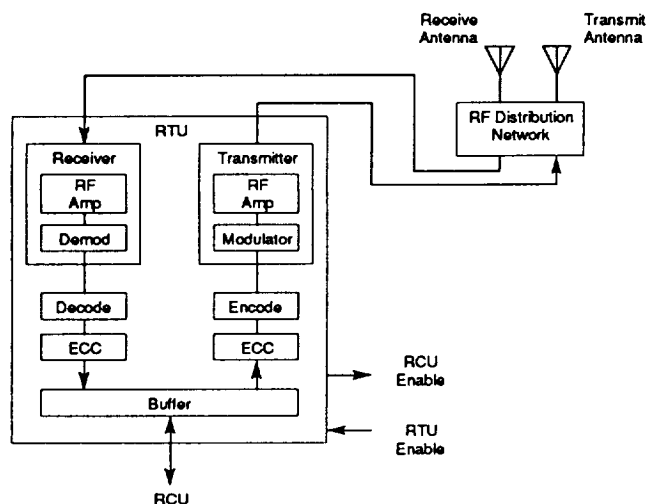 Receive
Antenna
Transmit
Antenna
RF Distribution
Network
RTU
Receiver
RF
Amp
Demod
Decode
ECC
Transmitter
RF
Amp
Modulator
Encode
ECC
Buffer
RCU
Enable
RTU
Enable
RCU